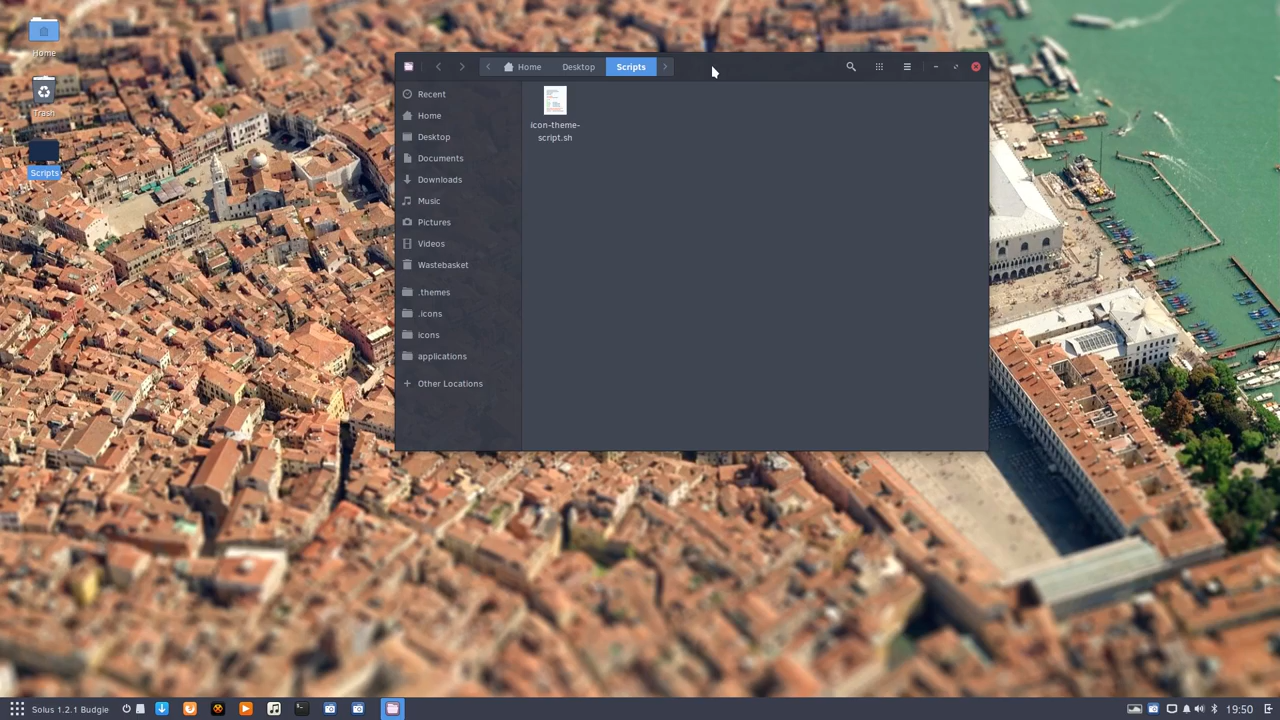 Home
Trash
Scripts
Home Desktop Scripts
Recent
Home
Desktop
Documents
Downloads
Music
Pictures
Videos
Wastebasket
.themes
.icons
icons
applications
Other Locations
icon-theme-
script.sh
Solus 1.2.1 Budgie
19:50